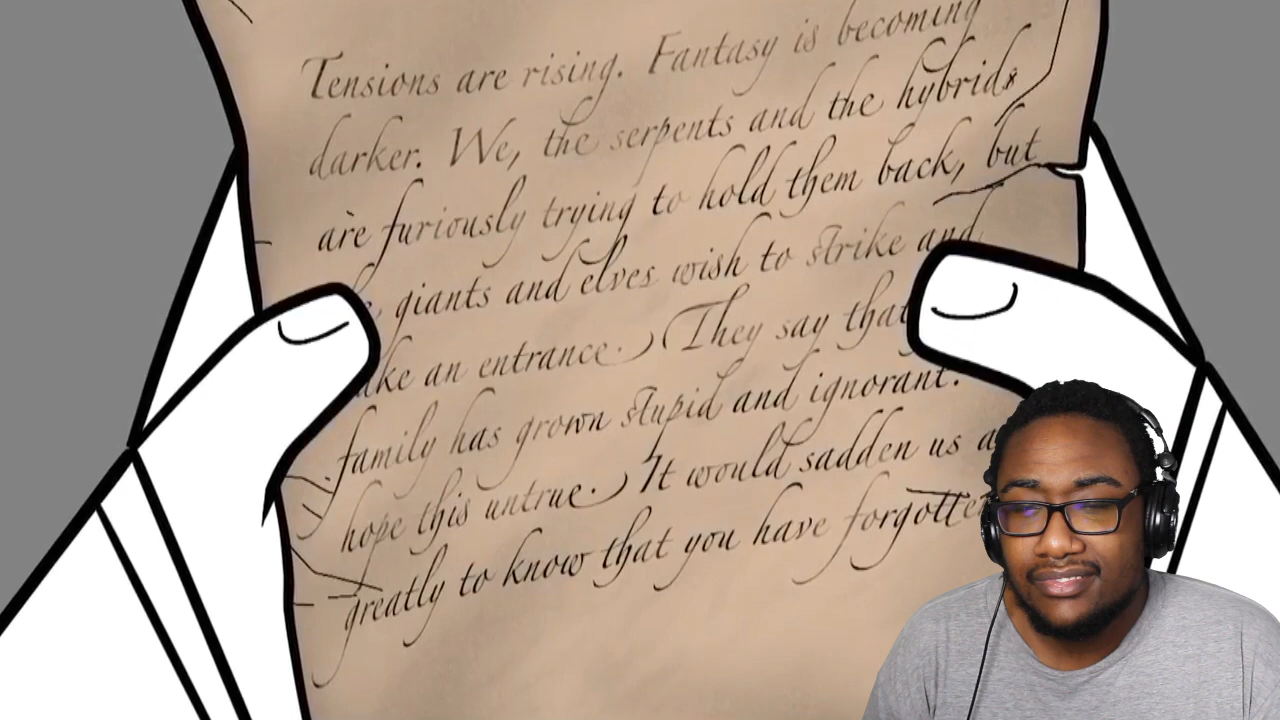 Tensions are rising. Fantasy is becoming
darker. We, the serpents and the hybrids
are furiously trying to hold them back, but
giants and elves wish to strike and
an entrance. They say that
family has grown stupid and ignorant.
hope this untrue. It would sadden us
greatly to know that you have forgotten